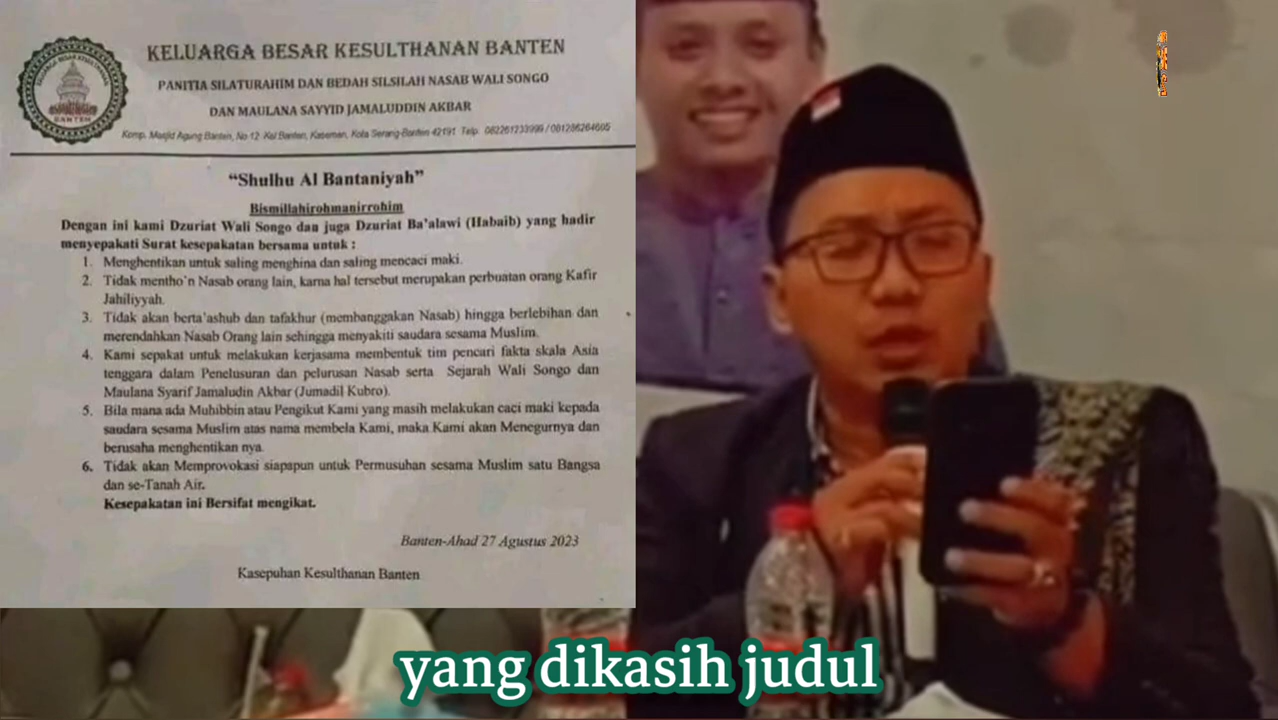 KELUARGA BESAR KESULTHANAN BANTEN
PANITIA SILATURAHIM DAN BEDAH SILSILAH NASAB WALI SONGO
DAN MAULANA SAYYID JAMALUDDIN AKBAR
Komp. Masjid Agung Banten, No 12 Kel Banten, Kasemen, Kota Serang-Banten 42191 Telp.
“Shulhu Al Bantaniyah”
Bismillahirohmanirrohim
Dengan ini kami Dzuriat Wali Songo dan juga Dzuriat Ba’alawi (Habaib) yang hadir
menyepakati Surat kesepakatan bersama untuk :
1. Menghentikan untuk saling menghina dan saling mencaci maki.
2. Tidak mentho’n Nasab orang lain, karna hal tersebut merupakan perbuatan orang Kafir
Jahiliyyah.
3. Tidak akan berta’ashub dan tafakhur (membanggakan Nasab) hingga berlebihan dan
merendahkan Nasab Orang lain sehingga menyakiti saudara sesama Muslim.
4. Kami sepakat untuk melakukan kerjasama membentuk tim pencari fakta skala Asia
tenggara dalam Penelusuran dan pelurusan Nasab serta Sejarah Wali Songo dan
Maulana Syarif Jamaludin Akbar (Jumadil Kubro).
5. Bila mana ada Muhibbin atau Pengikut Kami yang masih melakukan caci maki kepada
saudara sesama Muslim atas nama membela Kami, maka Kami akan Menegurnya dan
berusaha menghentikan nya.
6. Tidak akan Memprovokasi siapapun untuk Permusuhan sesama Muslim satu Bangsa
dan se-Tanah Air.
Kesepakatan ini Bersifat mengikat.
Banten-Ahad 27 Agustus 2023
Kasepuhan Kesulthanan Banten
yang dikasih judul